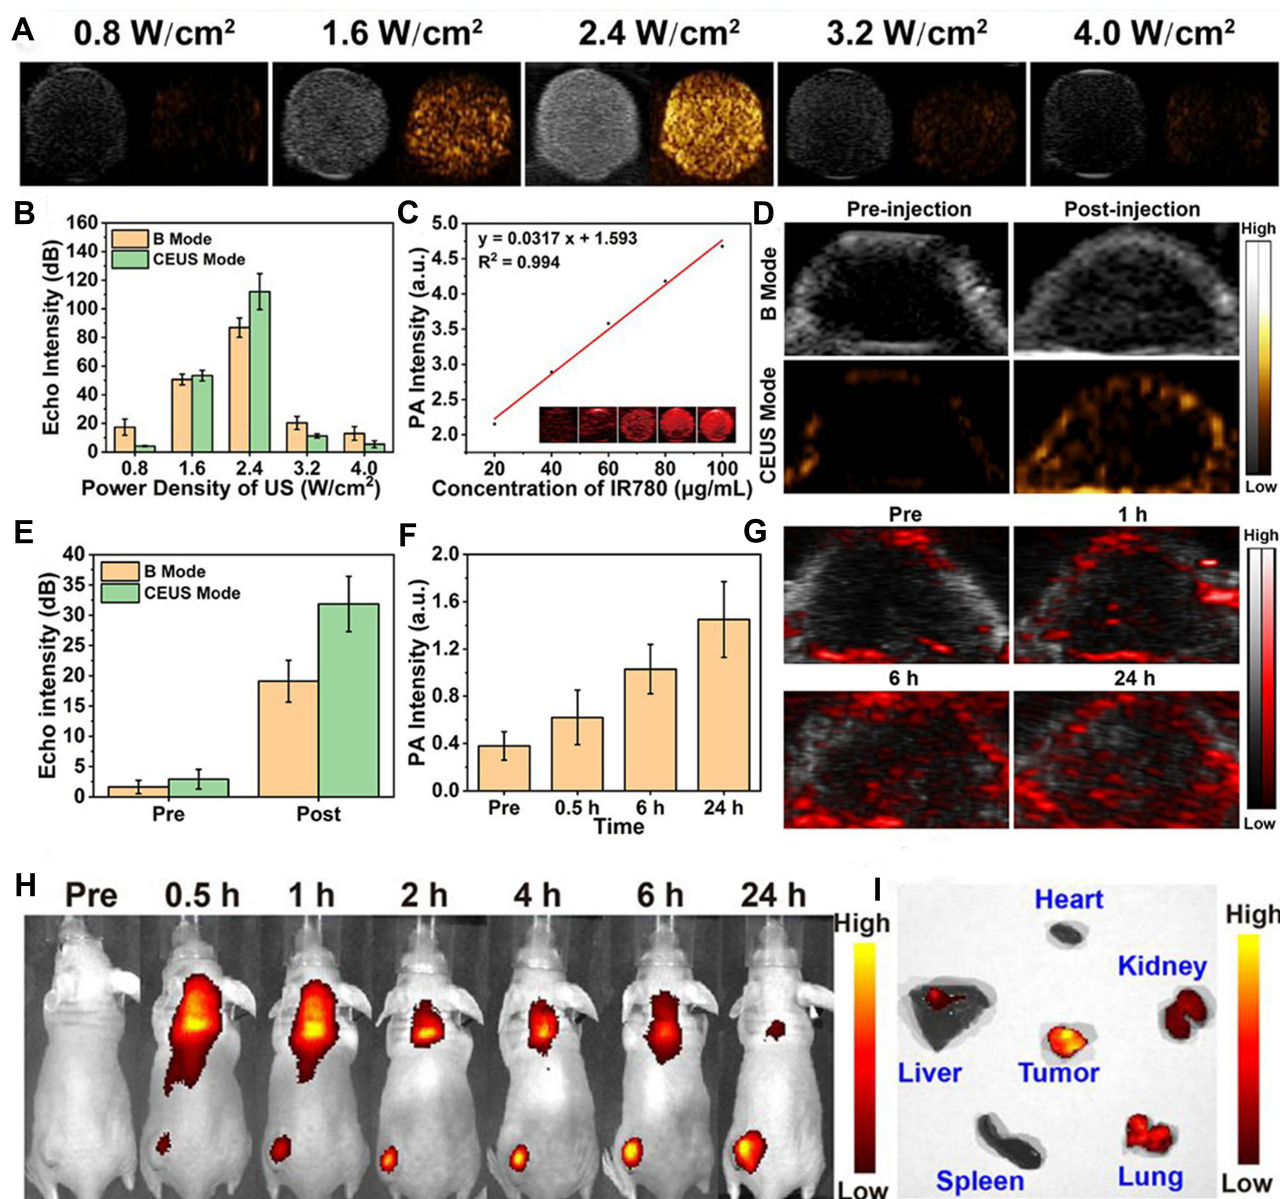 A
0.8 W/cm²
1.6 W/cm²
2.4 W/cm²
3.2 W/cm²
4.0 W/cm²
B
160
140
120
100
80
60
40
20
0
Echo Intensity (dB)
B Mode
CEUS Mode
0.8
1.6
2.4
3.2
4.0
Power Density of US (W/cm²)
C
5.0
4.5
4.0
3.5
3.0
2.5
2.0
PA Intensity (a.u.)
y = 0.0317 x + 1.593
R² = 0.994
20
40
60
80
100
Concentration of IR780 (μg/mL)
D
Pre-injection
Post-injection
B Mode
CEUS Mode
High
Low
E
40
35
30
25
20
15
10
5
0
Echo intensity (dB)
B Mode
CEUS Mode
Pre
Post
F
2.0
1.6
1.2
0.8
0.4
0.0
PA Intensity (a.u.)
Pre
0.5 h
6 h
24 h
Time
G
Pre
1 h
6 h
24 h
High
Low
H
Pre
0.5 h
1 h
2 h
4 h
6 h
24 h
High
Low
I
Heart
Kidney
Liver
Tumor
Spleen
Lung
High
Low